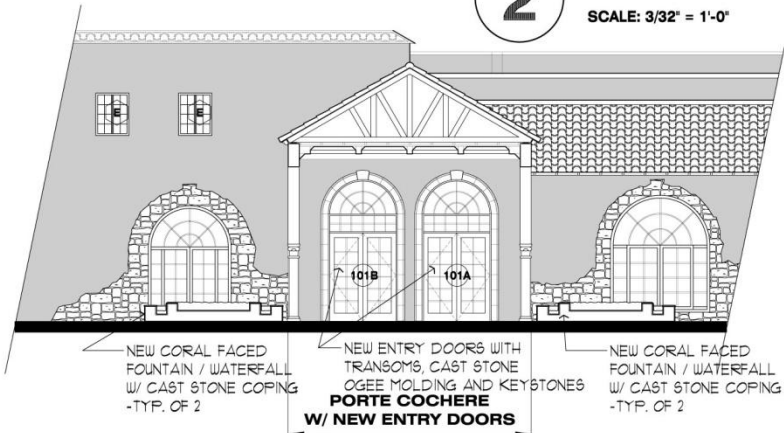 2
SCALE: 3/32" = 1'-0"
E
E
101B
101A
NEW CORAL FACED
FOUNTAIN / WATERFALL
W/ CAST STONE COPING
-TYP. OF 2
NEW ENTRY DOORS WITH
TRANSOMS, CAST STONE
OGEE MOLDING AND KEYSTONES
PORTE COCHERE
W/ NEW ENTRY DOORS
NEW CORAL FACED
FOUNTAIN / WATERFALL
W/ CAST STONE COPING
-TYP. OF 2